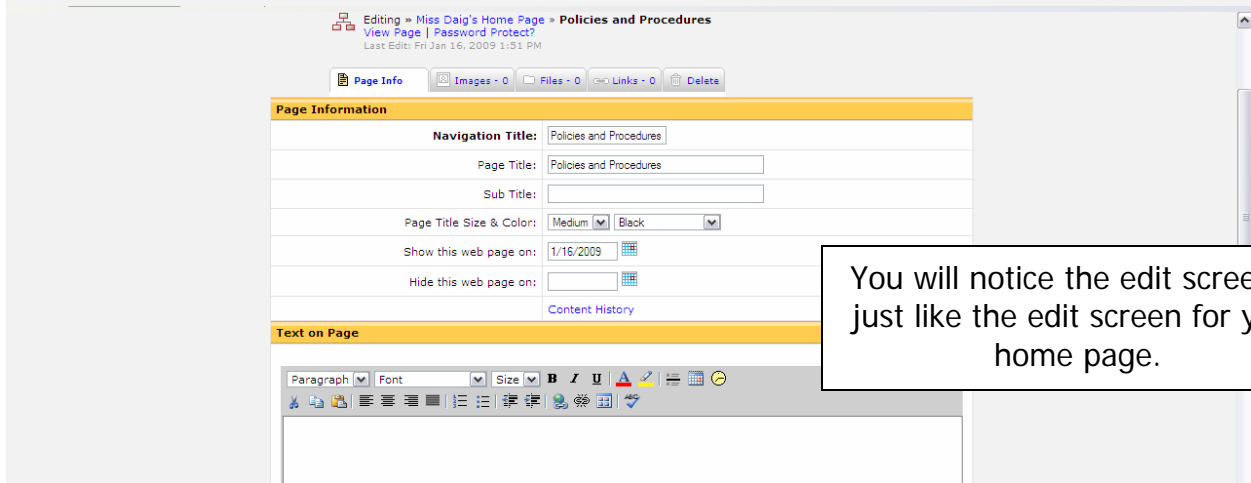 Editing » Miss Daig's Home Page » Policies and Procedures
View Page | Password Protect?
Last Edit: Fri Jan 16, 2009 1:51 PM
Page Info Images - 0 Files - 0 Links - 0 Delete
Page Information
Navigation Title: Policies and Procedures
Page Title: Policies and Procedures
Sub Title:
Page Title Size & Color: Medium Black
Show this web page on: 1/16/2009
Hide this web page on:
Content History
You will notice the edit scree
just like the edit screen for y
home page.
Text on Page
Paragraph Font Size B I U A
ABC